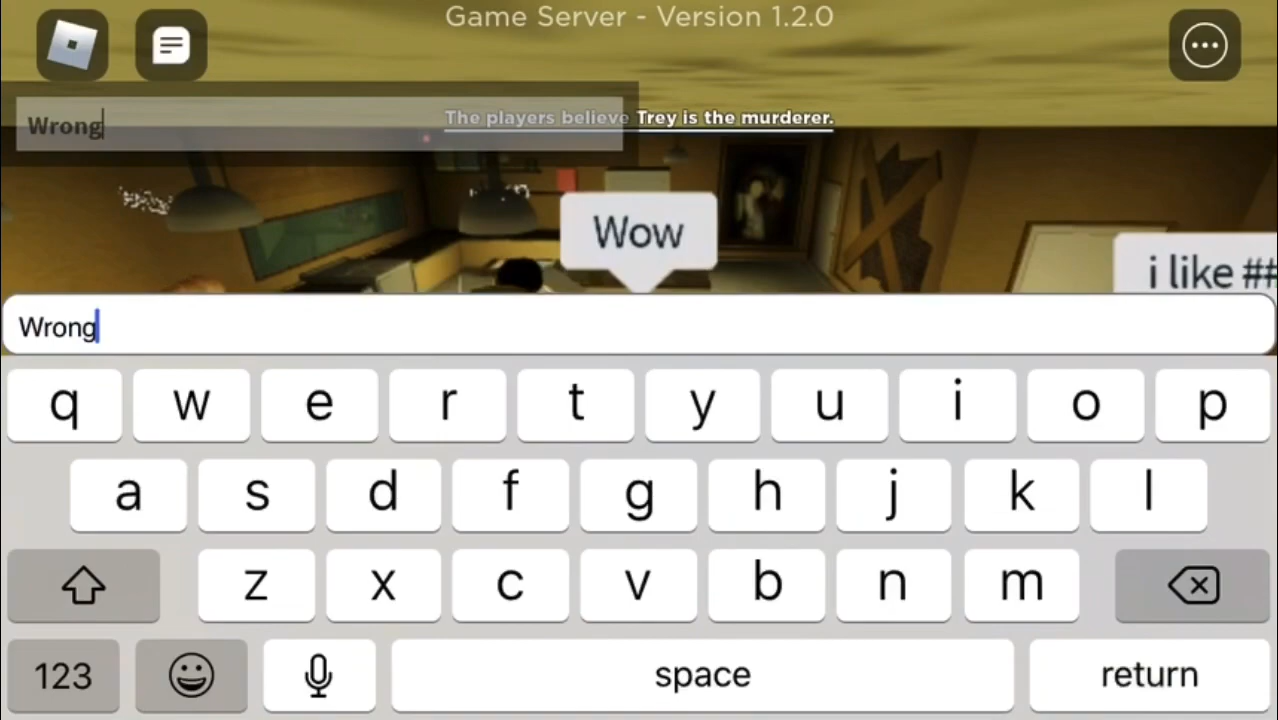 Game Server - Version 1.2.0
Wrong
The players believe Trey is the murderer.
Wow
i like ##
Wrong
q w e r t y u i o p
a s d f g h j k l
z x c v b n m
123 space return